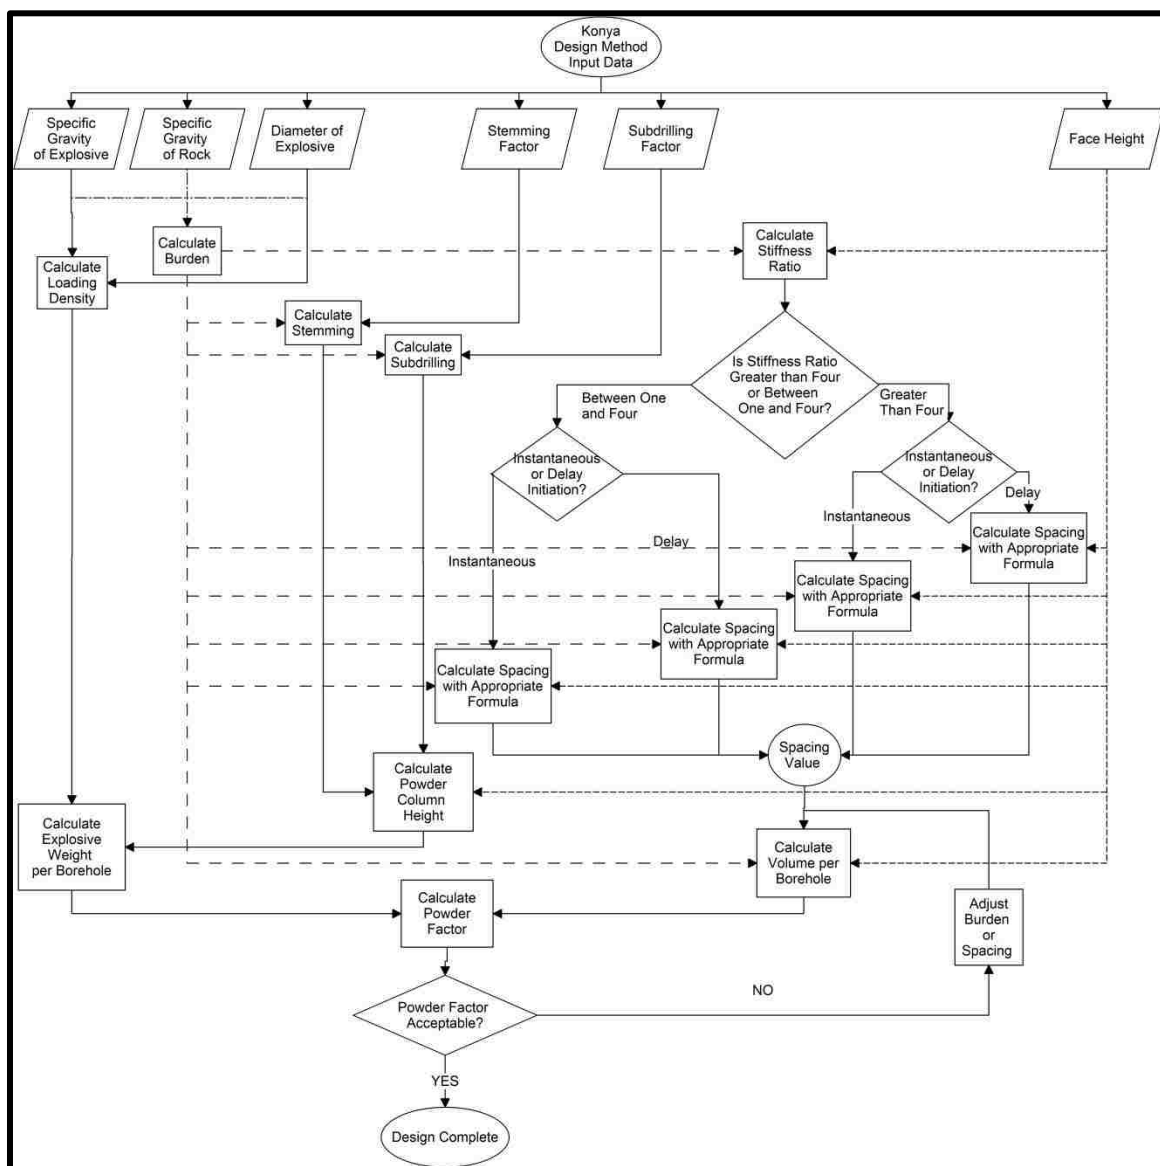 Konya
Design Method
Input Data
Specific
Gravity
of Explosive
Specific
Gravity
of Rock
Diameter of
Explosive
Stemming
Factor
Subdrilling
Factor
Face Height
Calculate
Burden
Calculate
Stiffness
Ratio
Calculate
Loading
Density
Calculate
Stemming
Calculate
Subdrilling
Is Stiffness Ratio
Greater than Four
or Between
One and Four?
Between One
and Four
Greater
Than Four
Instantaneous
or Delay
Initiation?
Instantaneous
or Delay
Initiation?
Delay
Instantaneous
Calculate Spacing
with Appropriate
Formula
Delay
Instantaneous
Calculate Spacing
with Appropriate
Formula
Calculate Spacing
with Appropriate
Formula
Calculate Spacing
with Appropriate
Formula
Spacing
Value
Calculate
Powder
Column
Height
Calculate
Explosive
Weight
per Borehole
Calculate
Volume per
Borehole
Calculate
Powder
Factor
Adjust
Burden
or
Spacing
NO
Powder Factor
Acceptable?
YES
Design Complete